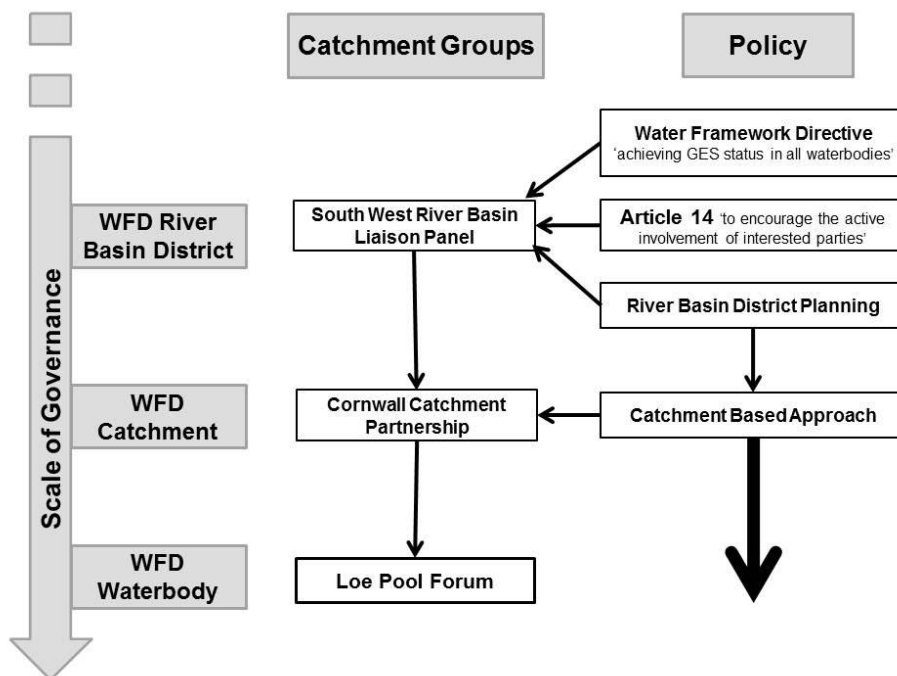 Catchment Groups
Policy
Scale of Governance
Water Framework Directive
'achieving GES status in all waterbodies'
WFD River
Basin District
South West River Basin
Liaison Panel
Article 14 'to encourage the active
involvement of interested parties'
River Basin District Planning
WFD
Catchment
Cornwall Catchment
Partnership
Catchment Based Approach
WFD
Waterbody
Loe Pool Forum